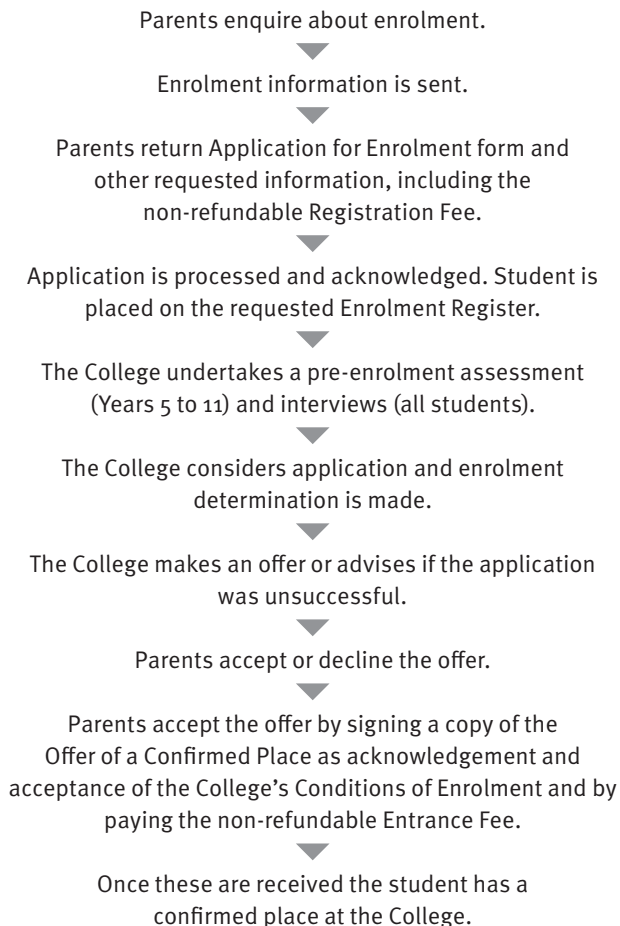 Parents enquire about enrolment.
Enrolment information is sent.
Parents return Application for Enrolment form and
other requested information, including the
non-refundable Registration Fee.
Application is processed and acknowledged. Student is
placed on the requested Enrolment Register.
The College undertakes a pre-enrolment assessment
(Years 5 to 11) and interviews (all students).
The College considers application and enrolment
determination is made.
The College makes an offer or advises if the application
was unsuccessful.
Parents accept or decline the offer.
Parents accept the offer by signing a copy of the
Offer of a Confirmed Place as acknowledgement and
acceptance of the College’s Conditions of Enrolment and by
paying the non-refundable Entrance Fee.
Once these are received the student has a
confirmed place at the College.